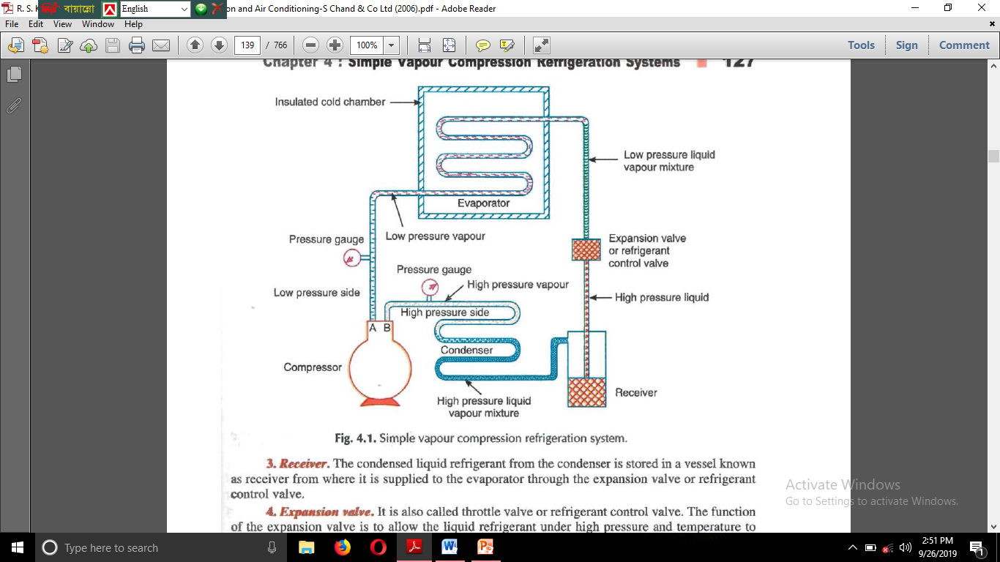 R. S. K
বায়ান্নো
English
on and Air Conditioning-S Chand & Co Ltd (2006).pdf - Adobe Reader
File Edit View Window Help
139 / 766
100%
Tools Sign Comment
Chapter 4 : Simple Vapour Compression Refrigeration Systems 127
Insulated cold chamber
Low pressure liquid
vapour mixture
Evaporator
Low pressure vapour
Pressure gauge
Expansion valve
or refrigerant
control valve
Pressure gauge
High pressure vapour
Low pressure side
High pressure liquid
High pressure side
A B
Condenser
Compressor
Receiver
High pressure liquid
vapour mixture
Fig. 4.1. Simple vapour compression refrigeration system.
3. Receiver. The condensed liquid refrigerant from the condenser is stored in a vessel known
as receiver from where it is supplied to the evaporator through the expansion valve or refrigerant
control valve.
4. Expansion valve. It is also called throttle valve or refrigerant control valve. The function
of the expansion valve is to allow the liquid refrigerant under high pressure and temperature to
Activate Windows
Go to Settings to activate Windows.
Type here to search
2:51 PM
9/26/2019
1